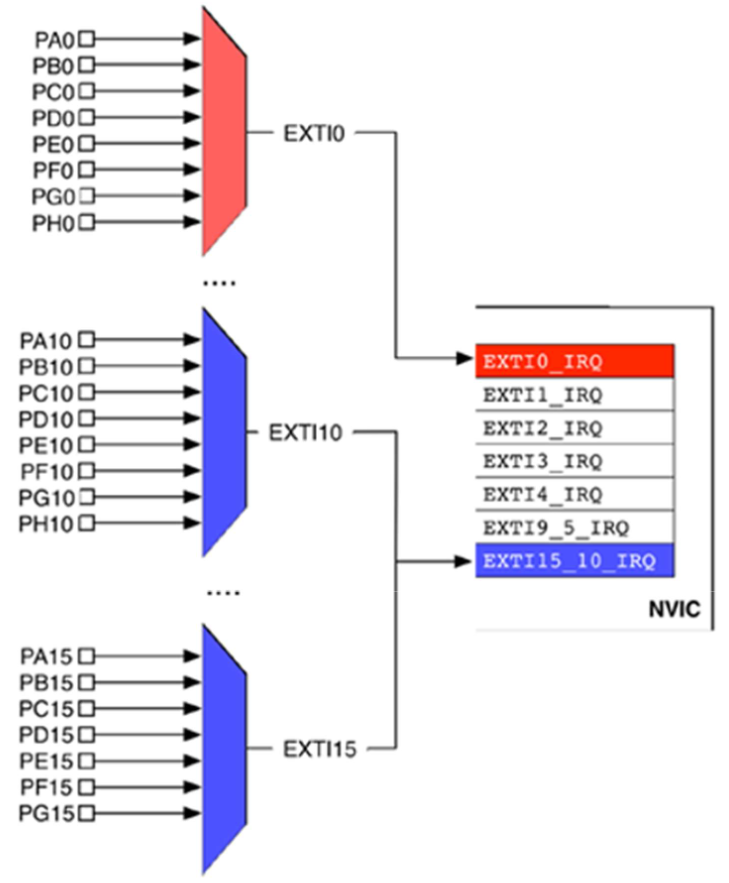 PA0
PB0
PC0
PD0
PE0
PF0
PG0
PH0
EXTI0
....
PA10
PB10
PC10
PD10
PE10
PF10
PG10
PH10
EXTI10
....
PA15
PB15
PC15
PD15
PE15
PF15
PG15
EXTI15
EXTI0_IRQ
EXTI1_IRQ
EXTI2_IRQ
EXTI3_IRQ
EXTI4_IRQ
EXTI9_5_IRQ
EXTI15_10_IRQ
NVIC